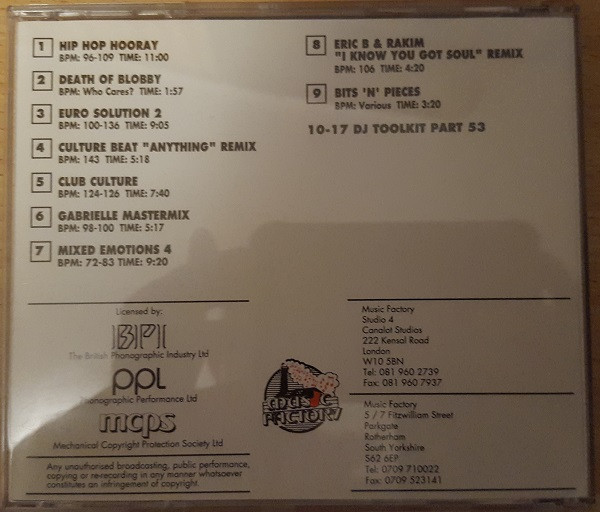 1 HIP HOP HOORAY
BPM: 96-109 TIME: 11:00
2 DEATH OF BLOBBY
BPM: Who Cares? TIME: 1:57
3 EURO SOLUTION 2
BPM: 100-136 TIME: 9:05
4 CULTURE BEAT "ANYTHING" REMIX
BPM: 143 TIME: 5:18
5 CLUB CULTURE
BPM: 124-126 TIME: 7:40
6 GABRIELLE MASTERMIX
BPM: 98-100 TIME: 5:17
7 MIXED EMOTIONS 4
BPM: 72-83 TIME: 9:20
8 ERIC B & RAKIM
"I KNOW YOU GOT SOUL" REMIX
BPM: 106 TIME: 4:20
9 BITS 'N' PIECES
BPM: Various TIME: 3:20
10-17 DJ TOOLKIT PART 53
Licensed by:
BPI
The British Phonographic Industry Ltd
PPL
Phonographic Performance Ltd
mcps
Mechanical Copyright Protection Society Ltd
Any unauthorised broadcasting, public performance,
copying or re-recording in any manner whatsoever
constitutes an infringement of copyright.
MUSIC
FACTORY
Music Factory
Studio 4
Canalot Studios
222 Kensal Road
London
W10 5BN
Tel: 081 960 2739
Fax: 081 960 7937
Music Factory
5 / 7 Fitzwilliam Street
Parkgate
Rotherham
South Yorkshire
S62 6EP
Tel: 0709 710022
Fax: 0709 523141